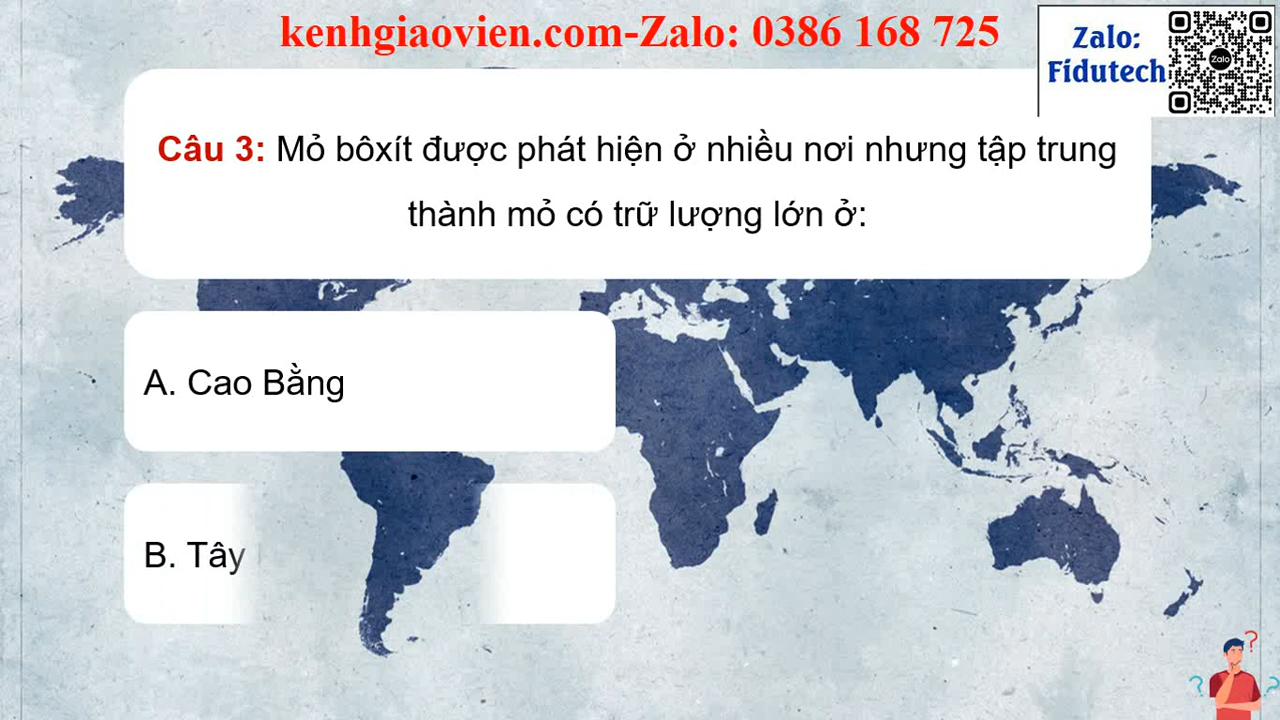 kenhgiaovien.com-Zalo: 0386 168 725
Zalo:
Fidutech
Zalo
Câu 3: Mỏ bôxít được phát hiện ở nhiều nơi nhưng tập trung
thành mỏ có trữ lượng lớn ở:
A. Cao Bằng
B. Tây